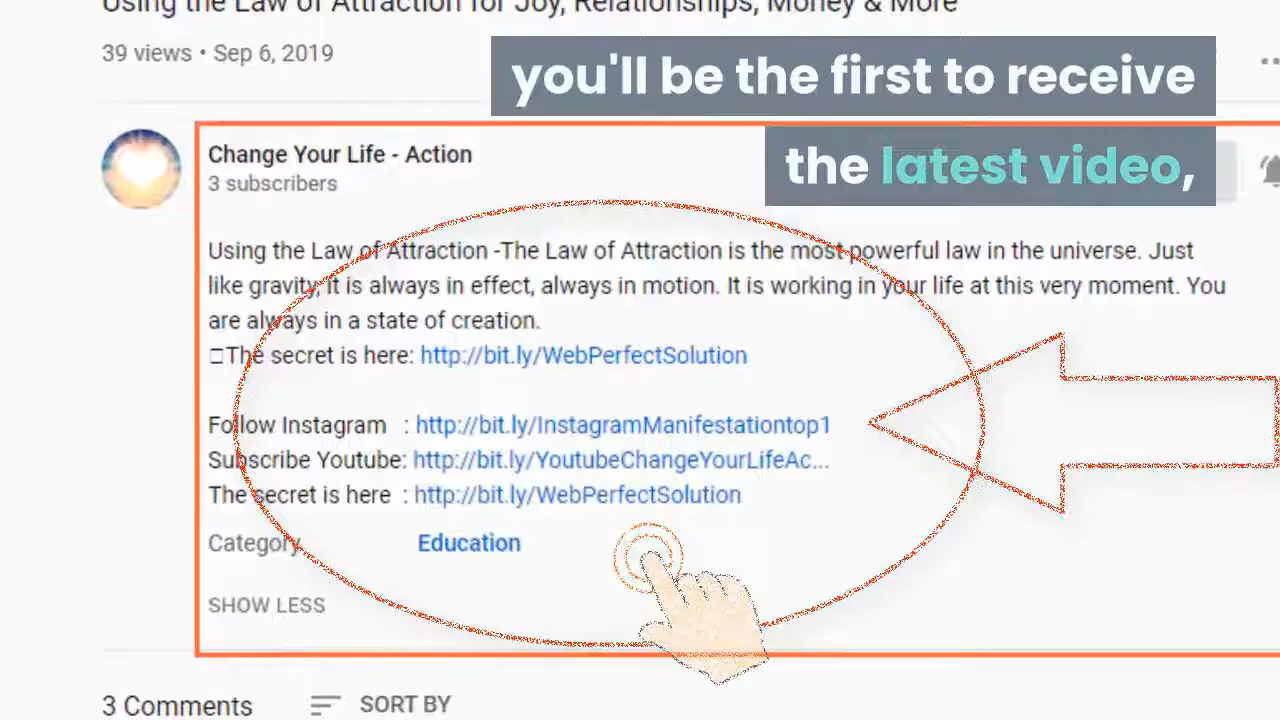 Using the Law of Attraction for Joy, Relationships, Money & More
39 views • Sep 6, 2019
you'll be the first to receive
the latest video,
Change Your Life - Action
3 subscribers
Using the Law of Attraction -The Law of Attraction is the most powerful law in the universe. Just
like gravity, it is always in effect, always in motion. It is working in your life at this very moment. You
are always in a state of creation.
□The secret is here: http://bit.ly/WebPerfectSolution
Follow Instagram : http://bit.ly/InstagramManifestationtop1
Subscribe Youtube: http://bit.ly/YoutubeChangeYourLifeAc...
The secret is here : http://bit.ly/WebPerfectSolution
Category Education
SHOW LESS
3 Comments SORT BY